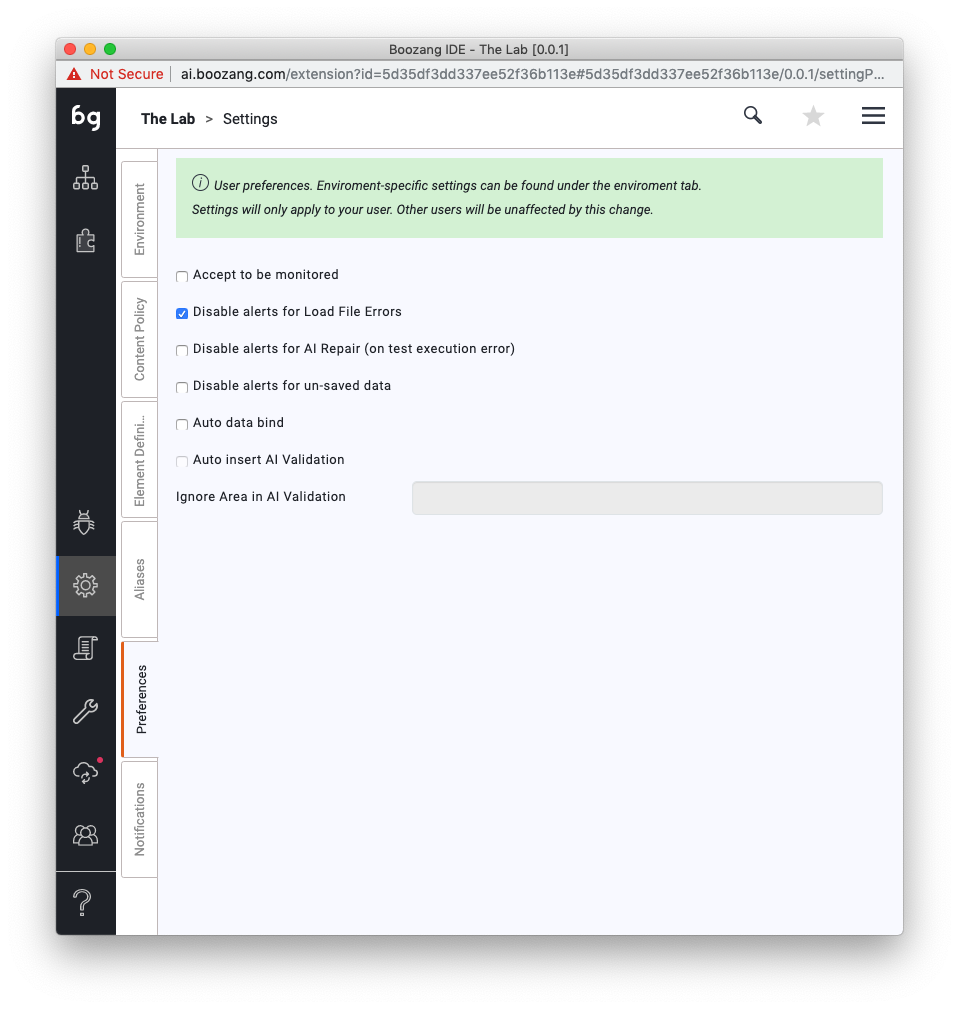 Boozang IDE - The Lab [0.0.1]
Not Secure | ai.boozang.com/extension?id=5d35df3dd337ee52f36b113e#5d35df3dd337ee52f36b113e/0.0.1/settingP...
bg
The Lab > Settings
Environment
Content Policy
Element Defini...
Aliases
Preferences
Notifications
User preferences. Enviroment-specific settings can be found under the enviroment tab.
Settings will only apply to your user. Other users will be unaffected by this change.
Accept to be monitored
Disable alerts for Load File Errors
Disable alerts for AI Repair (on test execution error)
Disable alerts for un-saved data
Auto data bind
Auto insert AI Validation
Ignore Area in AI Validation